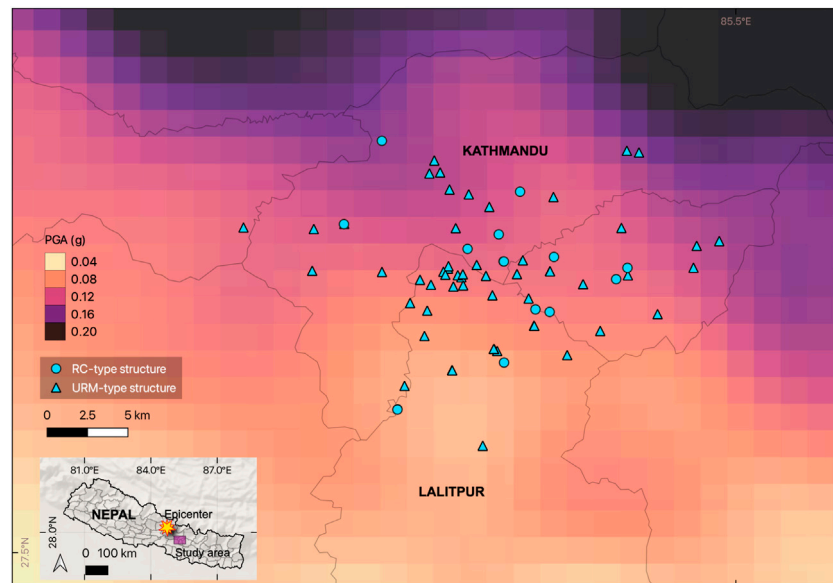 85.5°E
KATHMANDU
PGA (g)
0.04
0.08
0.12
0.16
0.20
RC-type structure
URM-type structure
0 2.5 5 km
81.0°E 84.0°E 87.0°E
NEPAL
Epicenter
28.0°N
Study area
0 100 km
LALITPUR
27.5°N